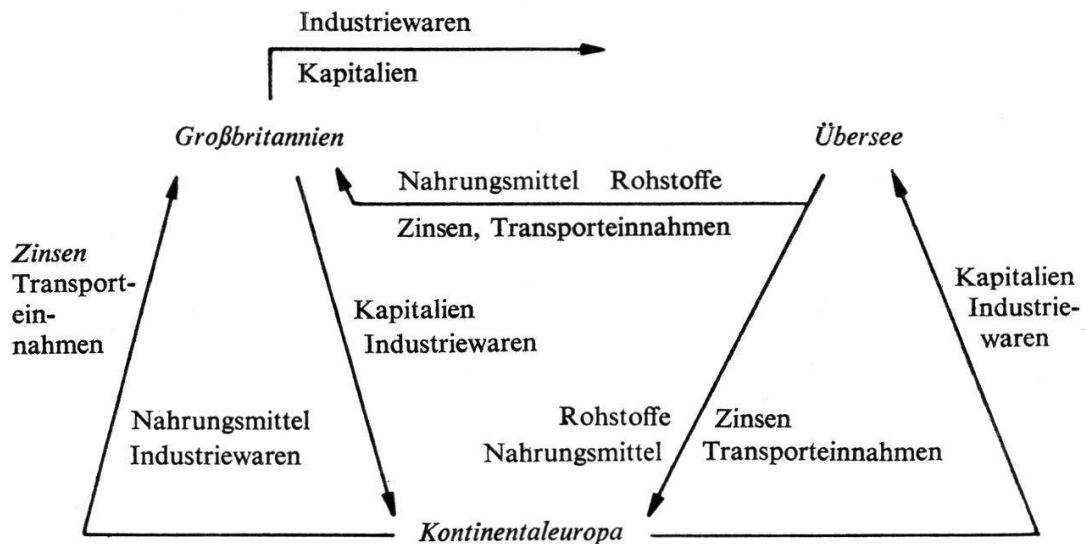 Industriewaren
Kapitalien
Großbritannien
Übersee
Nahrungsmittel Rohstoffe
Zinsen, Transporteinnahmen
Zinsen
Transport-
ein-
nahmen
Kapitalien
Industriewaren
Kapitalien
Industrie-
waren
Nahrungsmittel
Industriewaren
Rohstoffe
Nahrungsmittel
Zinsen
Transporteinnahmen
Kontinentaleuropa